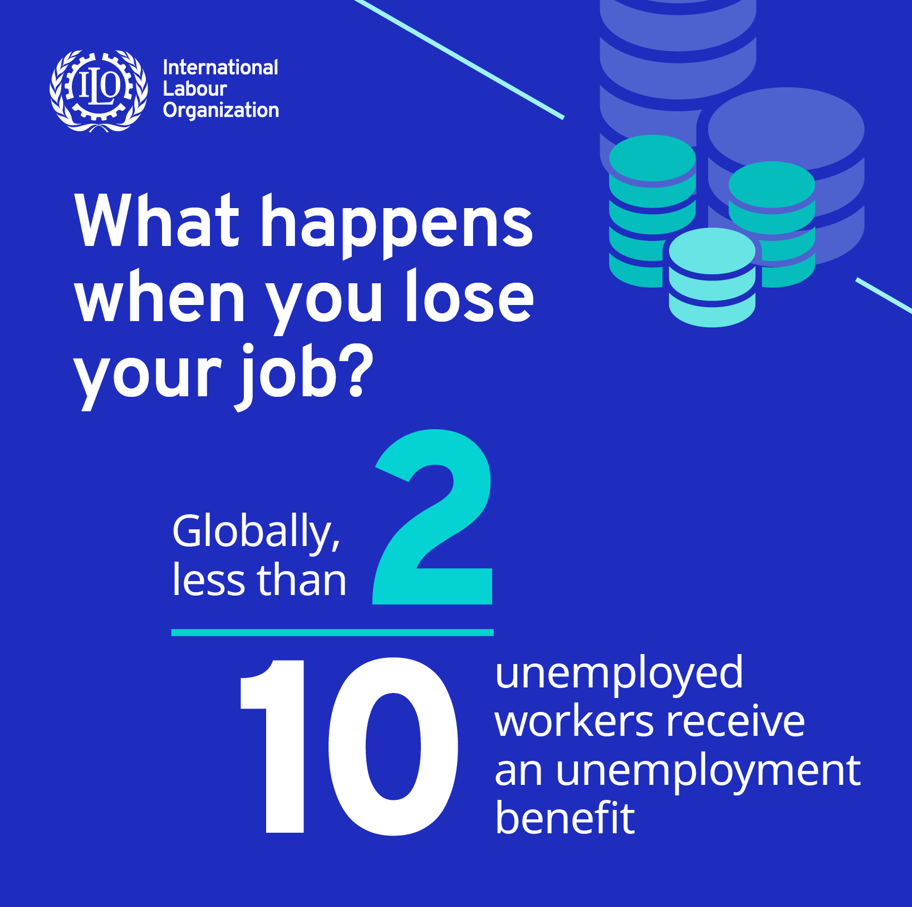 ILO
International
Labour
Organization
What happens
when you lose
your job?
Globally,
less than
2
10
unemployed
workers receive
an unemployment
benefit